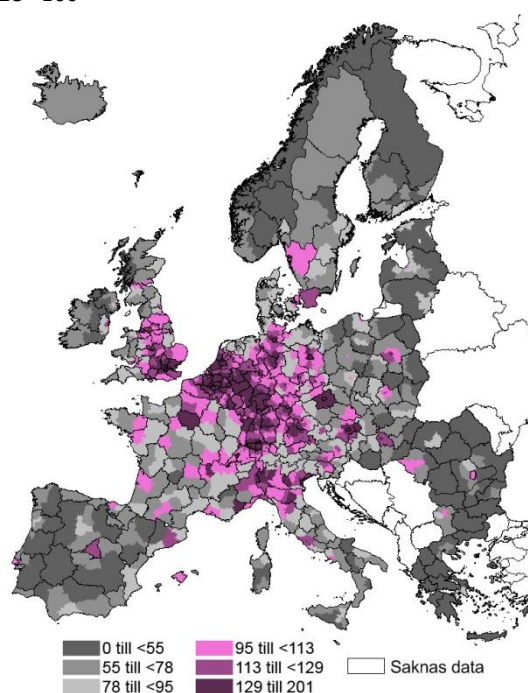 0 till <55 95 till <113
55 till <78 113 till <129 Saknas data
78 till <95 129 till 201